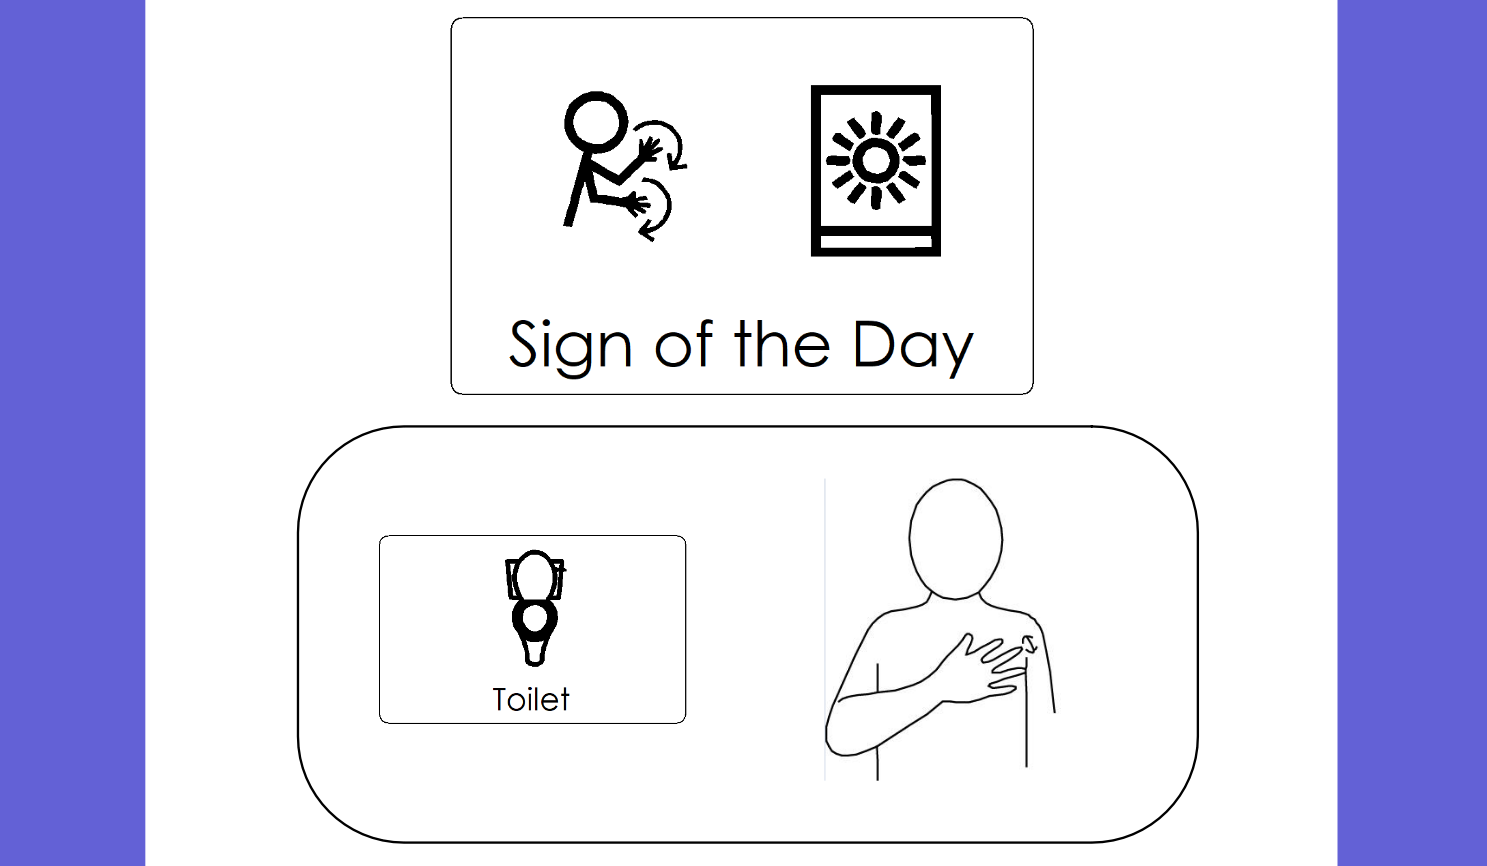 Sign of the Day
Toilet